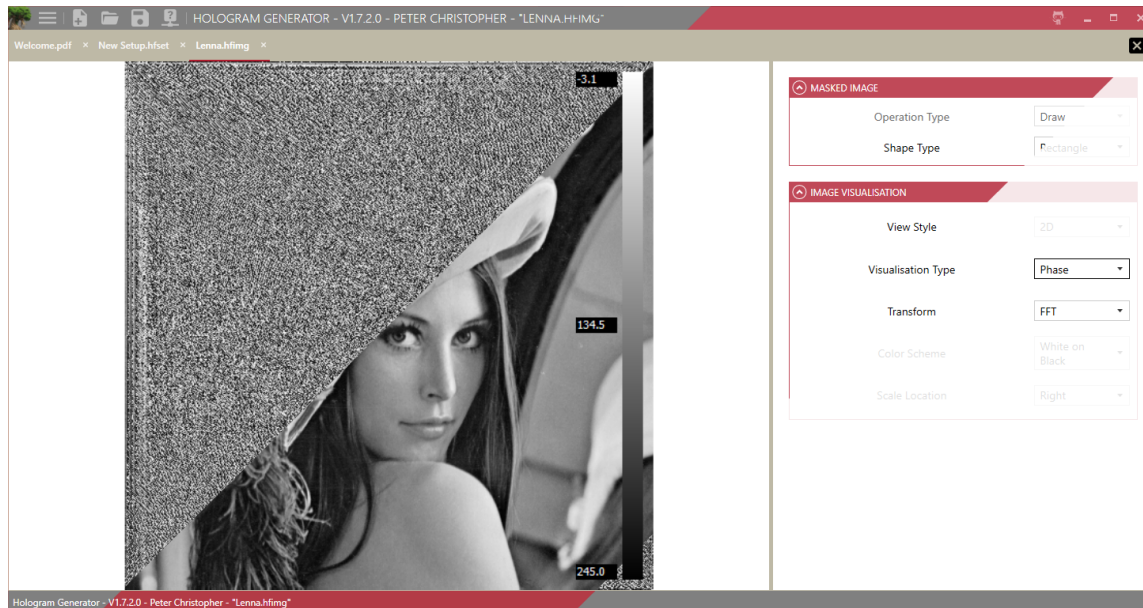 HOLOGRAM GENERATOR - V1.7.2.0 - PETER CHRISTOPHER - "LENNA.HFIMG"
Welcome.pdf × New Setup.hfset × Lenna.hfimg ×
-3.1
134.5
245.0
MASKED IMAGE
Operation Type Draw
Shape Type Rectangle
IMAGE VISUALISATION
View Style 2D
Visualisation Type Phase
Transform FFT
Color Scheme White on
Black
Scale Location Right
Hologram Generator - V1.7.2.0 - Peter Christopher - "Lenna.hfimg"